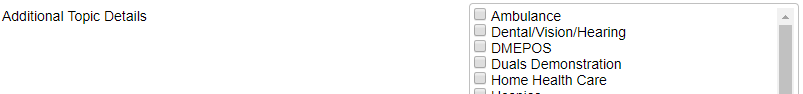 Additional Topic Details
Ambulance
Dental/Vision/Hearing
DMEPOS
Duals Demonstration
Home Health Care